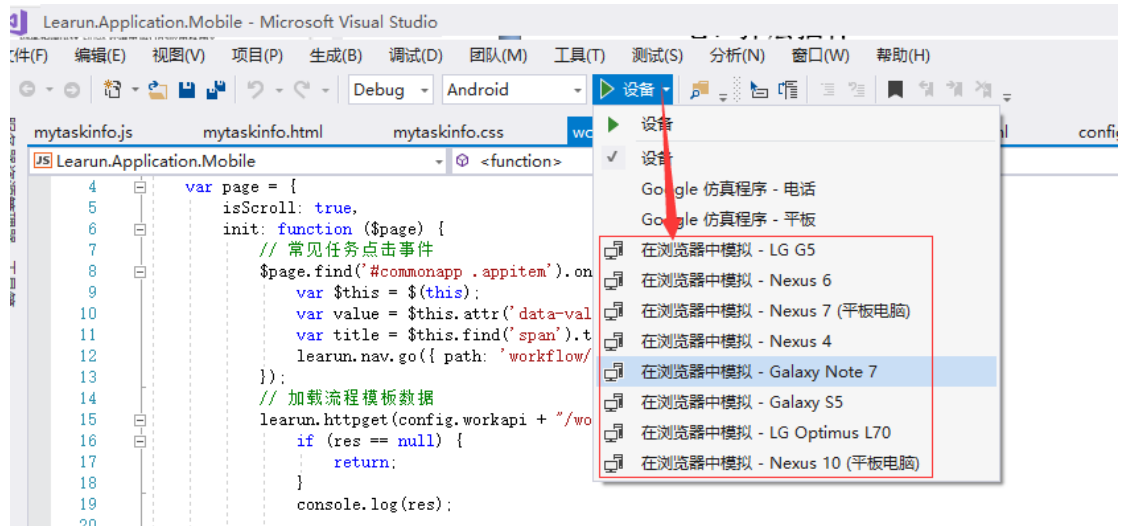 Learun.Application.Mobile - Microsoft Visual Studio
文件(F) 编辑(E) 视图(V) 项目(P) 生成(B) 调试(D) 团队(M) 工具(T) 测试(S) 分析(N) 窗口(W) 帮助(H)
Debug Android 设备
mytaskinfo.js mytaskinfo.html mytaskinfo.css
JS Learun.Application.Mobile <function>
设备
设备
Google 仿真程序 - 电话
Google 仿真程序 - 平板
在浏览器中模拟 - LG G5
在浏览器中模拟 - Nexus 6
在浏览器中模拟 - Nexus 7 (平板电脑)
在浏览器中模拟 - Nexus 4
在浏览器中模拟 - Galaxy Note 7
在浏览器中模拟 - Galaxy S5
在浏览器中模拟 - LG Optimus L70
在浏览器中模拟 - Nexus 10 (平板电脑)
4 var page = {
5 isScroll: true,
6 init: function ($page) {
7 // 常见任务点击事件
8 $page.find('#commonapp .appitem').on
9 var $this = $(this);
10 var value = $this.attr('data-val
11 var title = $this.find('span').t
12 learun.nav.go({ path: 'workflow/
13 });
14 // 加载流程模板数据
15 learun.httpget(config.workapi + "/wo
16 if (res == null) {
17 return;
18 }
19 console.log(res);
20